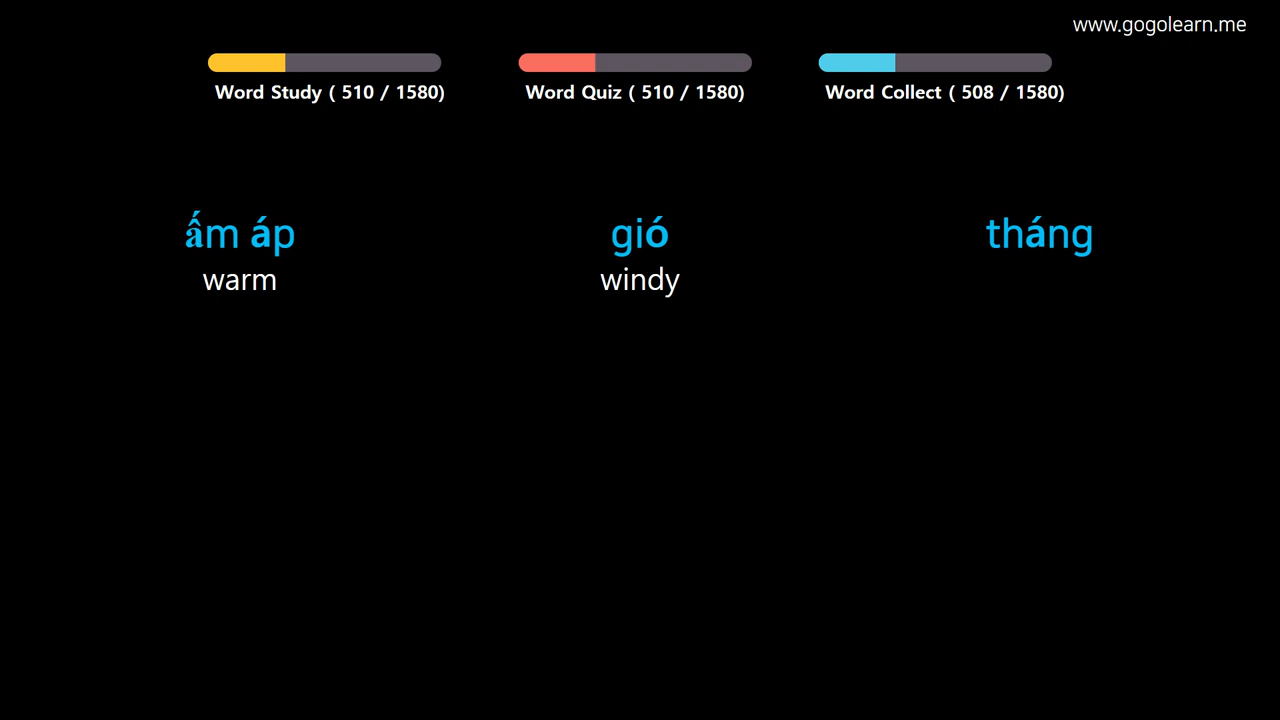 www.gogolearn.me
Word Study ( 510 / 1580)
Word Quiz ( 510 / 1580)
Word Collect ( 508 / 1580)
ấm áp
warm
gió
windy
tháng